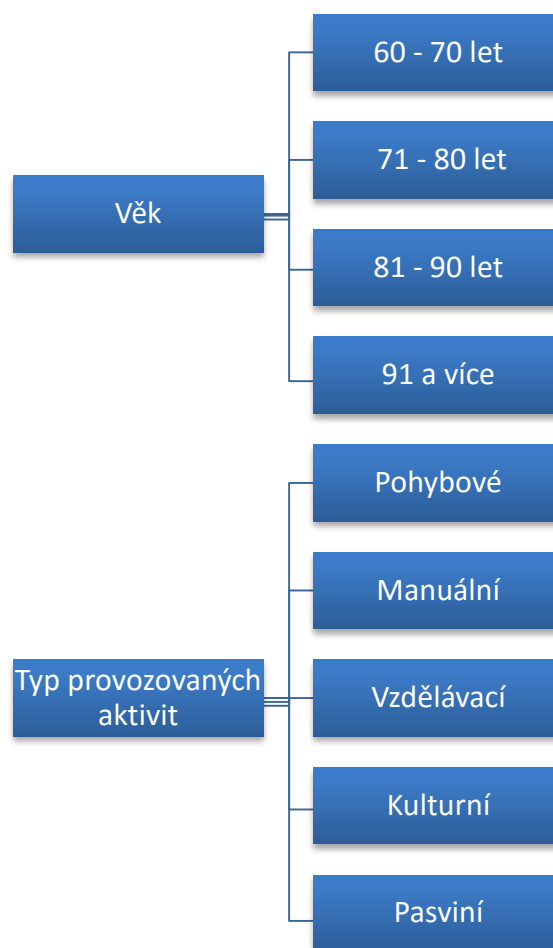 Věk
60 - 70 let
71 - 80 let
81 - 90 let
91 a více
Typ provozovaných
aktivit
Pohybové
Manuální
Vzdělávací
Kulturní
Pasviní